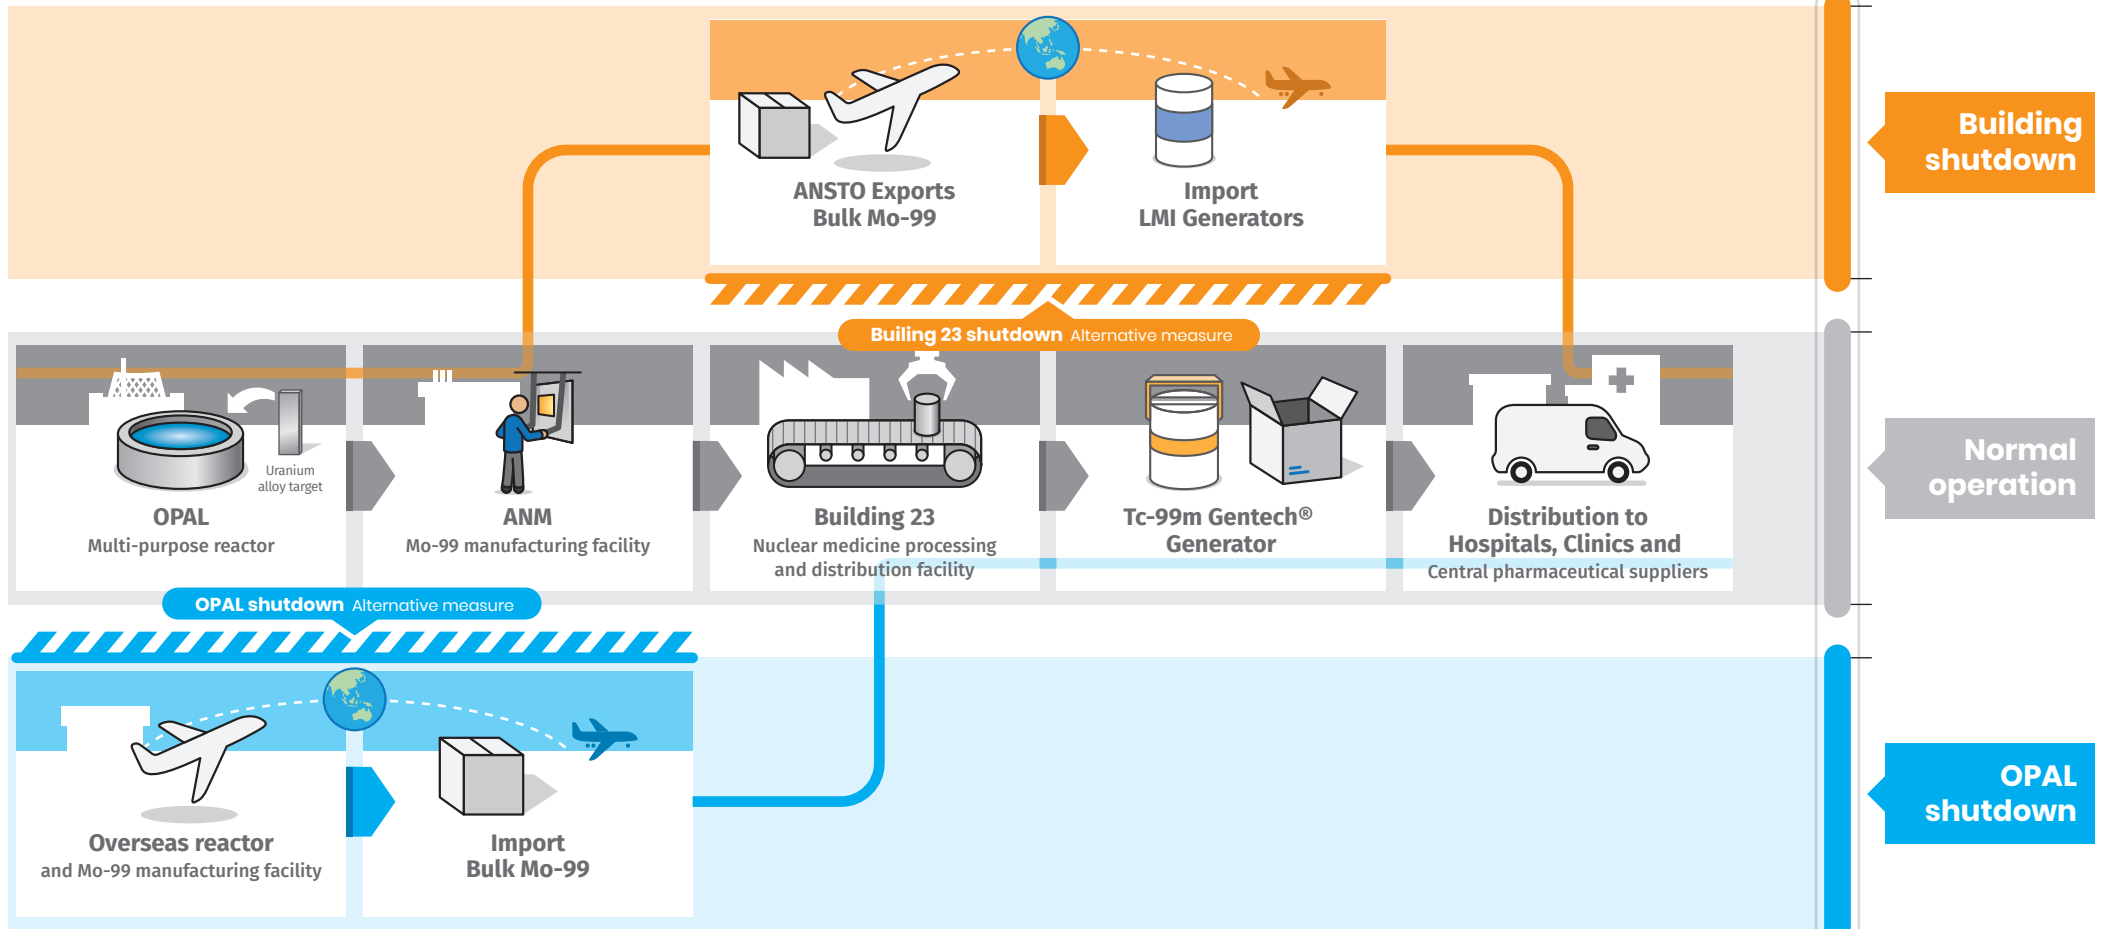 ANSTO Exports
Bulk Mo-99
Import
LMI Generators
Building
shutdown
Builing 23 shutdown Alternative measure
Uranium
alloy target
OPAL
Multi-purpose reactor
ANM
Mo-99 manufacturing facility
Building 23
Nuclear medicine processing
and distribution facility
Tc-99m Gentech®
Generator
Distribution to
Hospitals, Clinics and
Central pharmaceutical suppliers
Normal
operation
OPAL shutdown Alternative measure
Overseas reactor
and Mo-99 manufacturing facility
Import
Bulk Mo-99
OPAL
shutdown